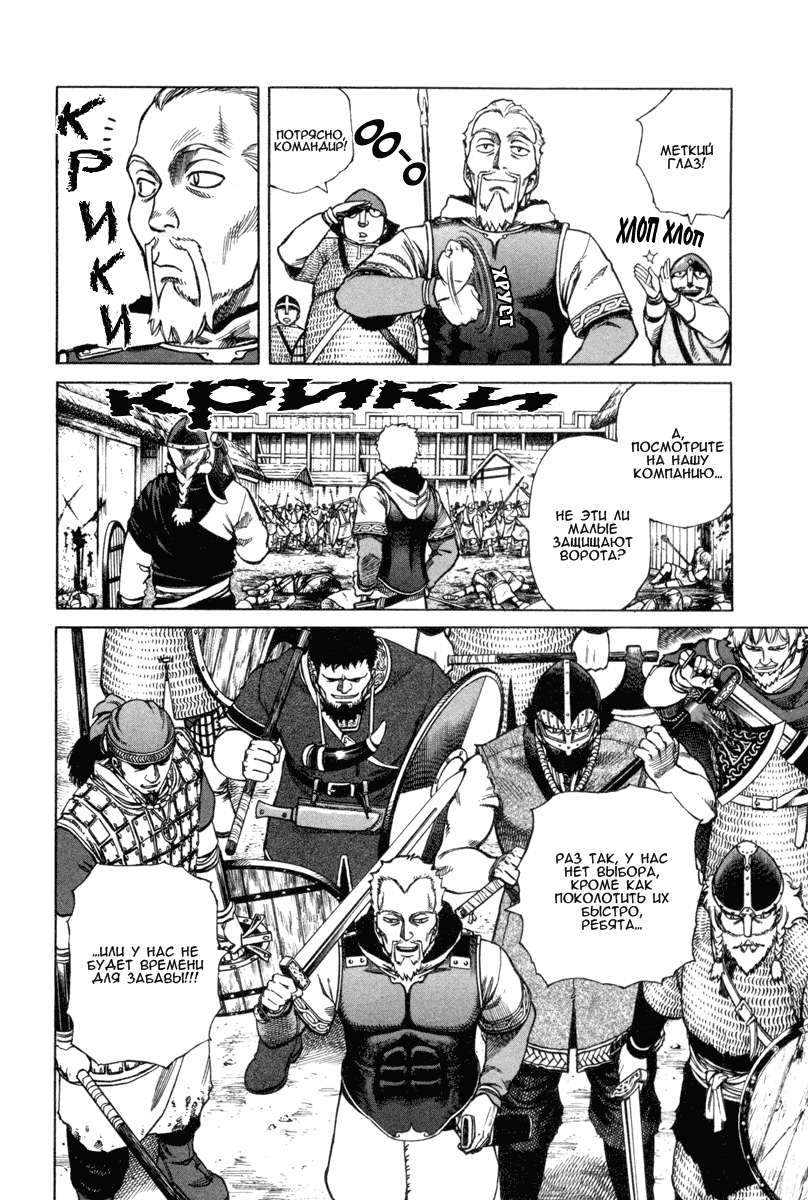 МЕТКИЙ
ГЛАЗ!
ХЛОП ХЛОП
ХРУСТ
ОО-О
ПОТРЯСНО,
КОМАНДИР!
КРИКИ
КРИКИ
А,
ПОСМОТРИТЕ
НА НАШУ
КОМПАНИЮ...
НЕ ЭТИ ЛИ
МАЛЫЕ
ЗАЩИЩАЮТ
ВОРОТА?
РАЗ ТАК, У НАС
НЕТ ВЫБОРА,
КРОМЕ КАК
ПОКОЛОТИТЬ ИХ
БЫСТРО,
РЕБЯТА...
...ИЛИ У НАС НЕ
БУДЕТ ВРЕМЕНИ
ДЛЯ ЗАБАВЫ!!!